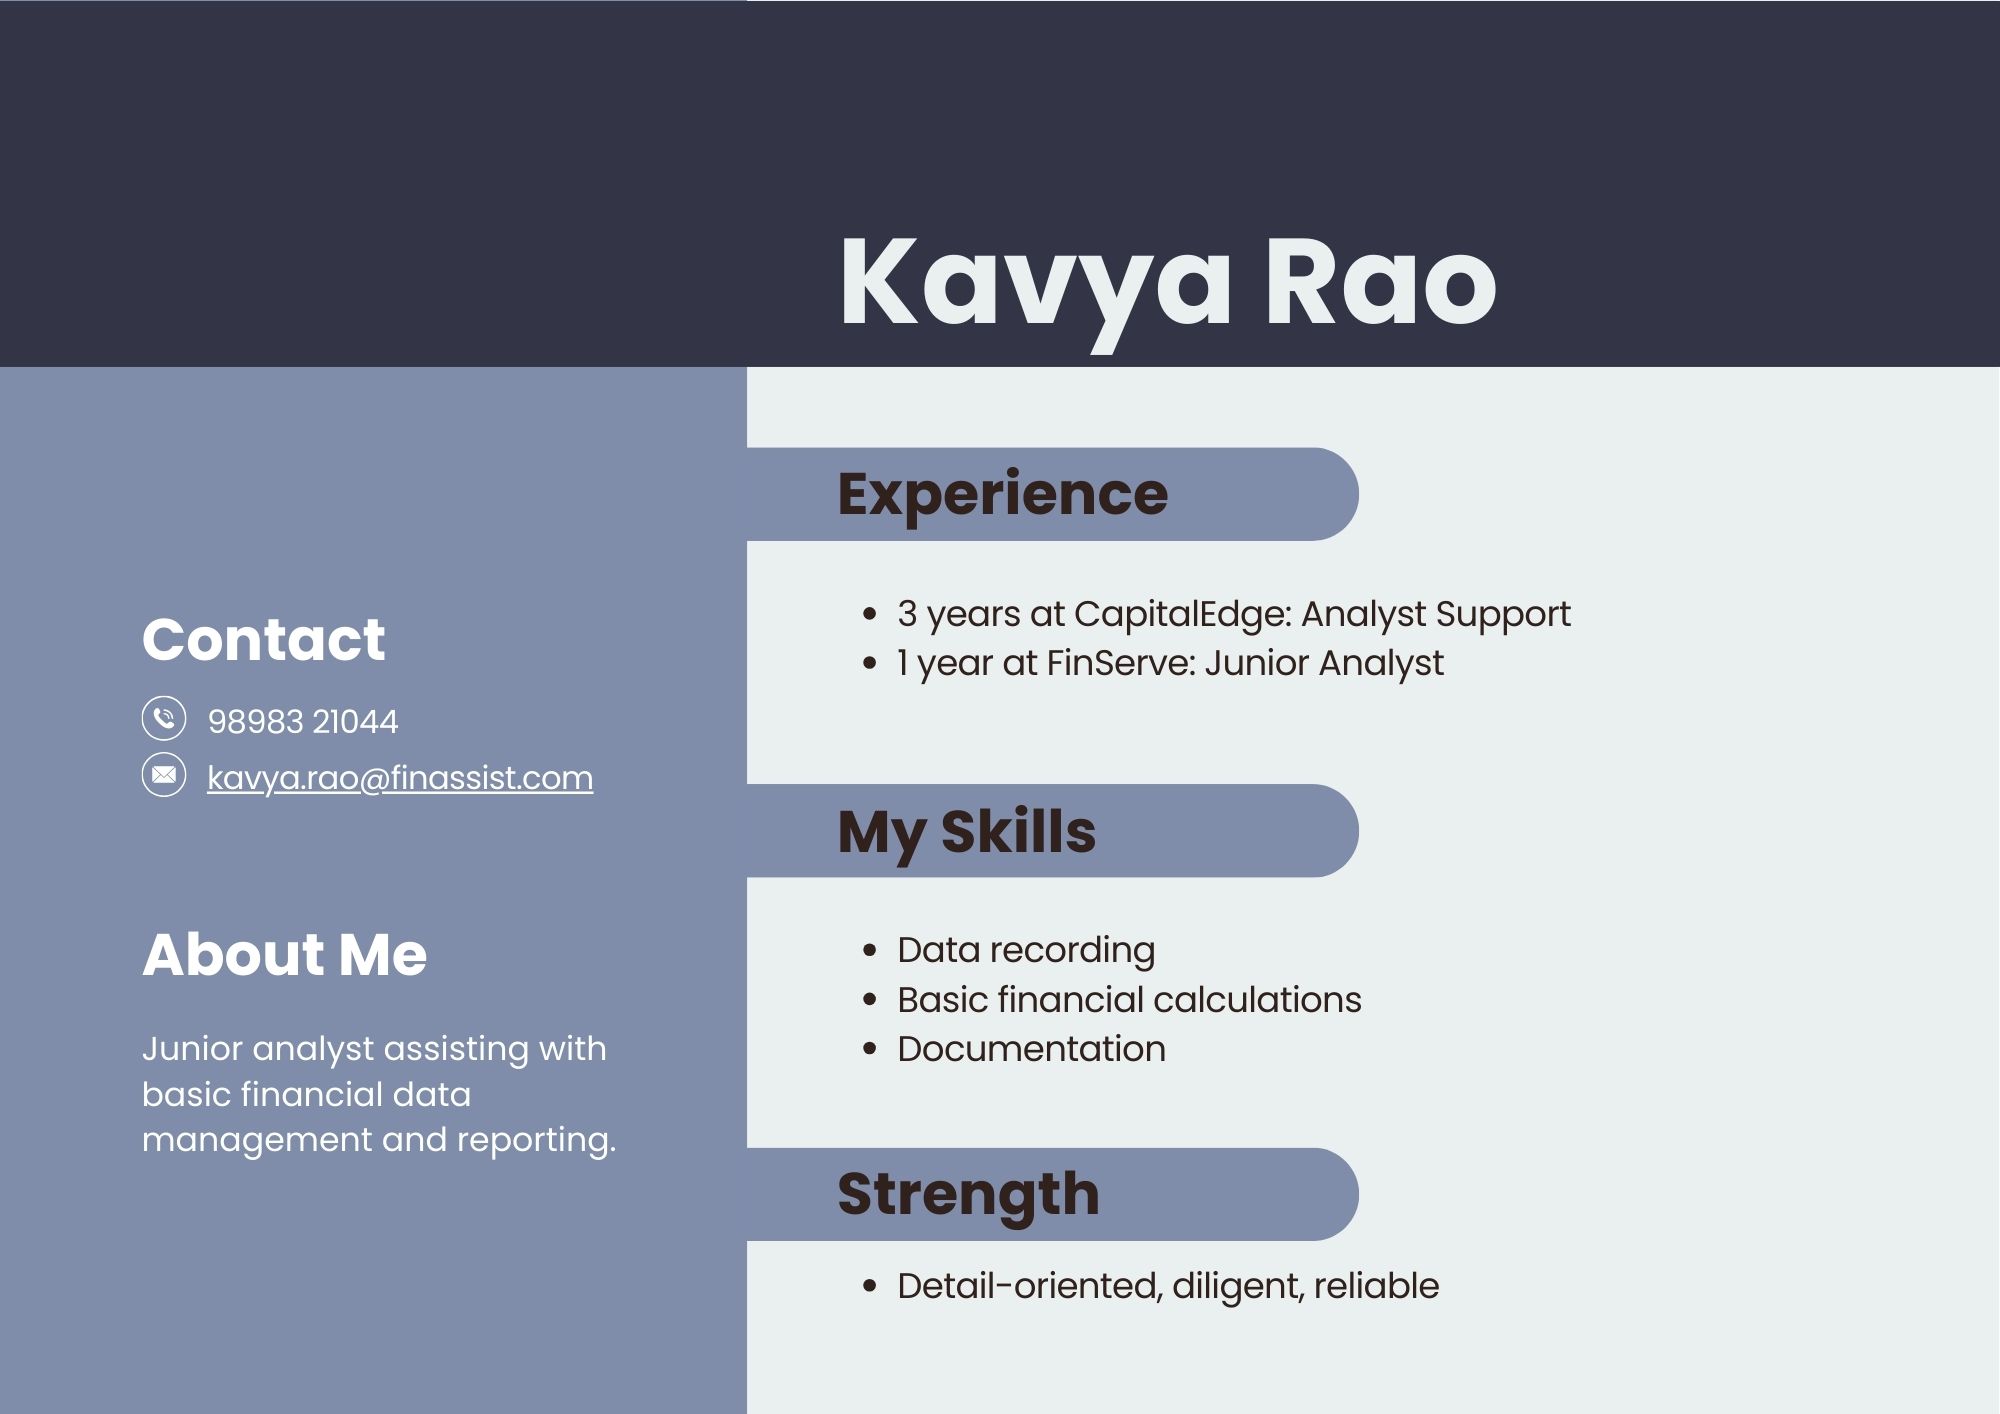 Kavya Rao
Contact
98983 21044
kavya.rao@finassist.com
About Me
Junior analyst assisting with
basic financial data
management and reporting.
Experience
3 years at CapitalEdge: Analyst Support
1 year at FinServe: Junior Analyst
My Skills
Data recording
Basic financial calculations
Documentation
Strength
Detail-oriented, diligent, reliable